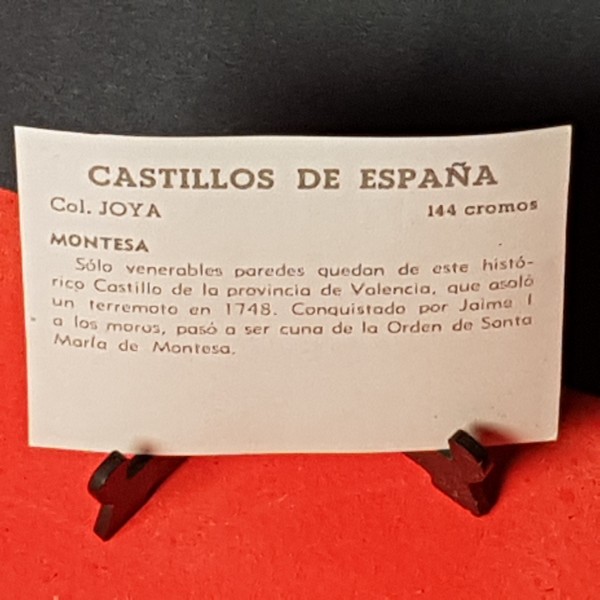 CASTILLOS DE ESPAÑA
Col. JOYA 144 cromos
MONTESA
Sólo venerables paredes quedan de este histó-
rico Castillo de la provincia de Valencia, que asoló
un terremoto en 1748. Conquistado por Jaime I
a los moros, pasó a ser cuna de la Orden de Santa
María de Montesa.